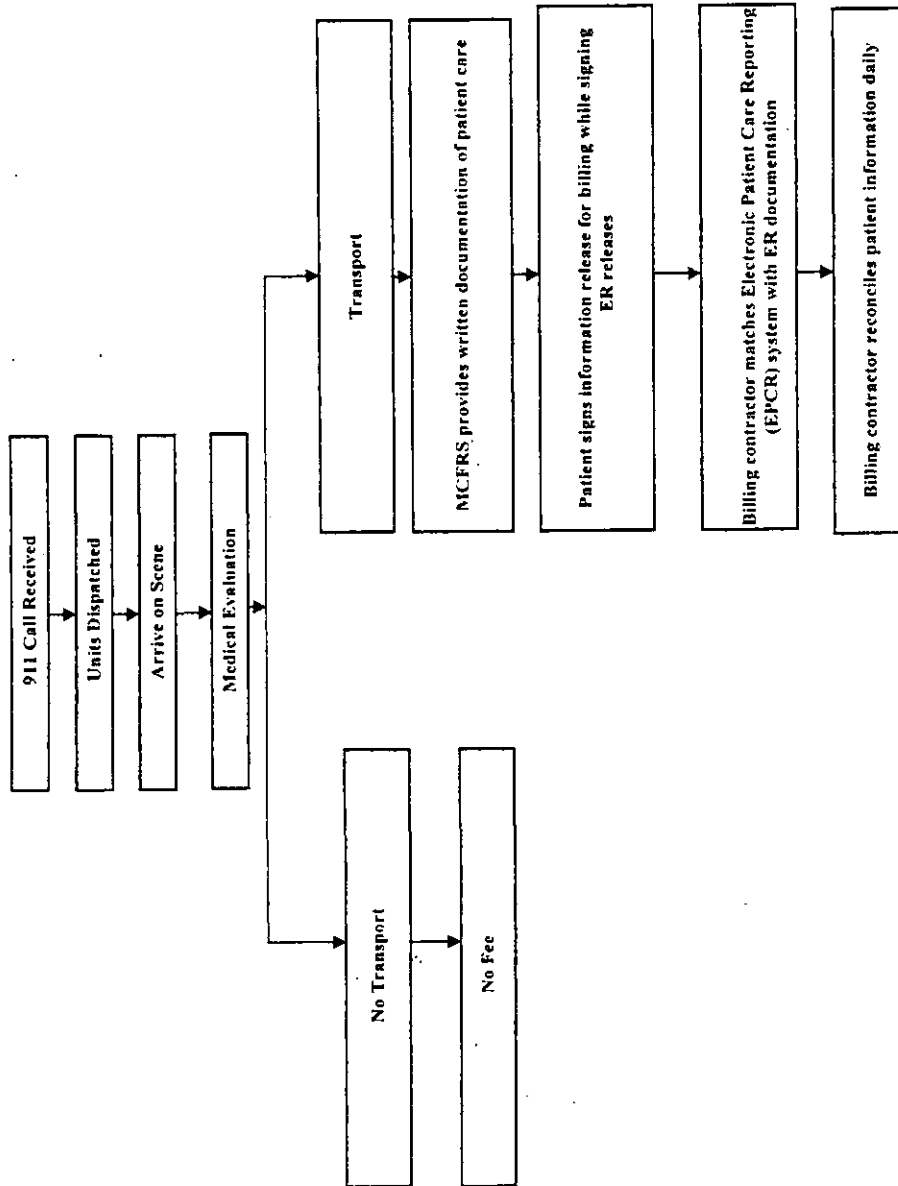 911 Call Received
Units Dispatched
Arrive on Scene
Medical Evaluation
No Transport
No Fee
Transport
MCFRS provides written documentation of patient care
Patient signs information release for billing while signing
ER releases
Billing contractor matches Electronic Patient Care Reporting
(EPCR) system with ER documentation
Billing contractor reconciles patient information daily